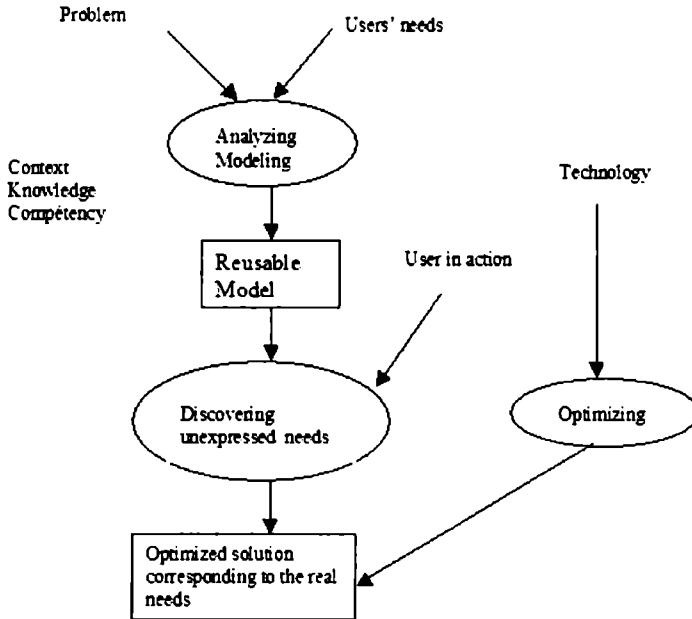 Problem
Users' needs
Analyzing
Modeling
Context
Knowledge
Compétency
Technology
Reusable
Model
User in action
Discovering
unexpressed needs
Optimizing
Optimized solution
corresponding to the real
needs